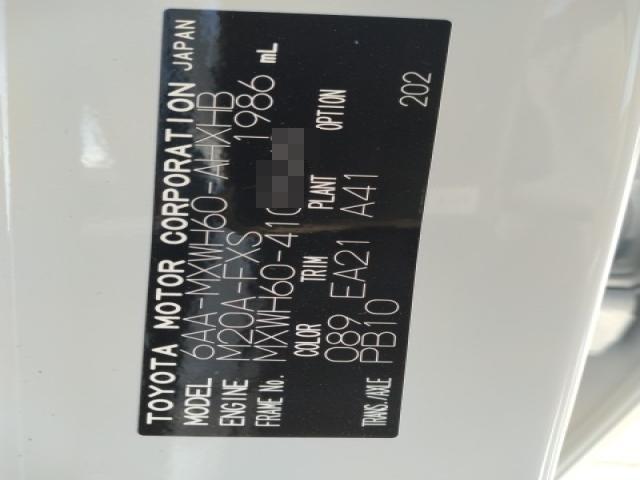 TOYOTA MOTOR CORPORATION JAPAN
MODEL 6AA-MXWH60-AHXHB
ENGINE M20A-FXS 1986 mL
FRAME No. MXWH60-410
COLOR TRIM PLANT OPTION
089 EA21 A41
TRANS./AXLE PB10 202